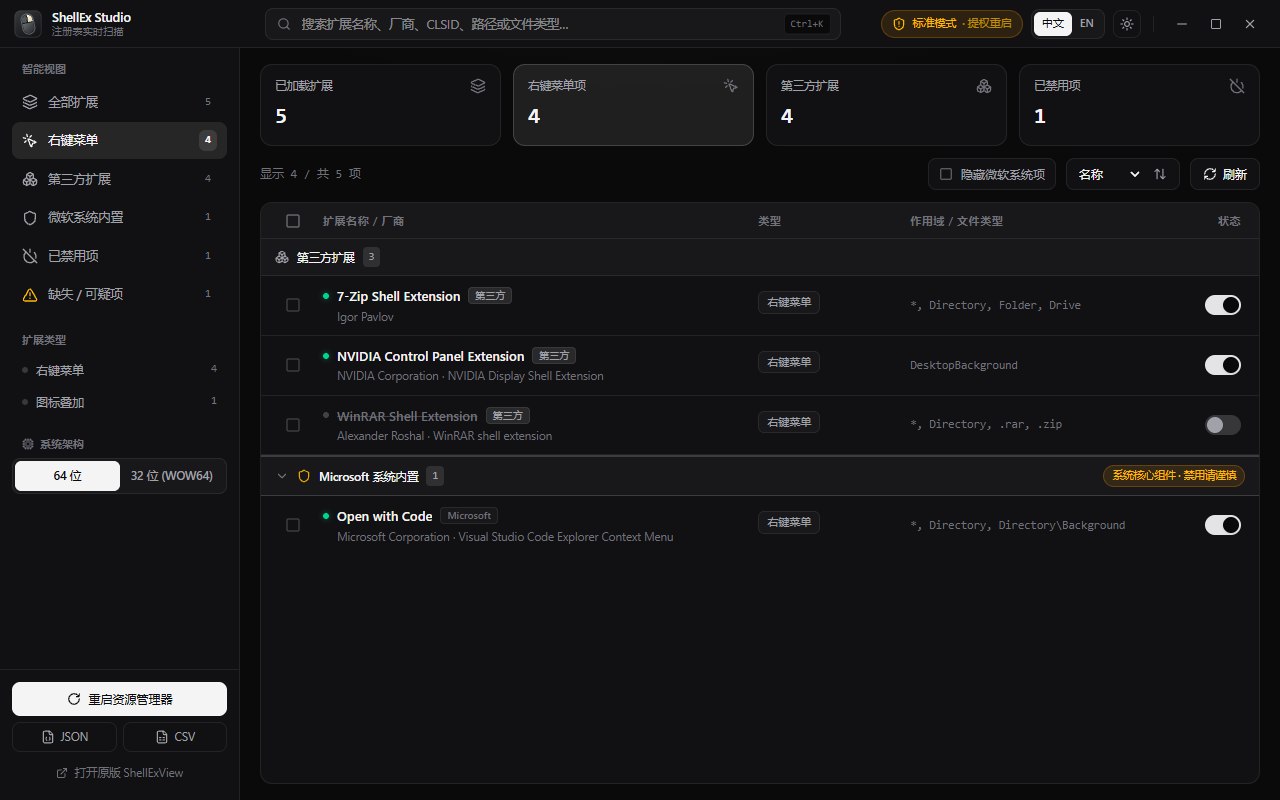 ShellEx Studio
注册表实时扫描
搜索扩展名称、厂商、CLSID、路径或文件类型...
Ctrl+K
标准模式 · 提权重启
中文
EN
智能视图
全部扩展 5
右键菜单 4
第三方扩展 4
微软系统内置 1
已禁用项 1
缺失 / 可疑项 1
扩展类型
右键菜单 4
图标叠加 1
系统架构
64 位
32 位 (WOW64)
重启资源管理器
JSON
CSV
打开原版 ShellExView
已加载扩展
5
右键菜单项
4
第三方扩展
4
已禁用项
1
显示 4 / 共 5 项
隐藏微软系统项
名称
刷新
扩展名称 / 厂商 类型 作用域 / 文件类型 状态
第三方扩展 3
7-Zip Shell Extension 第三方
Igor Pavlov
右键菜单
*, Directory, Folder, Drive
NVIDIA Control Panel Extension 第三方
NVIDIA Corporation · NVIDIA Display Shell Extension
右键菜单
DesktopBackground
WinRAR Shell Extension 第三方
Alexander Roshal · WinRAR shell extension
右键菜单
*, Directory, .rar, .zip
Microsoft 系统内置 1
系统核心组件 · 禁用请谨慎
Open with Code Microsoft
Microsoft Corporation · Visual Studio Code Explorer Context Menu
右键菜单
*, Directory, Directory\Background